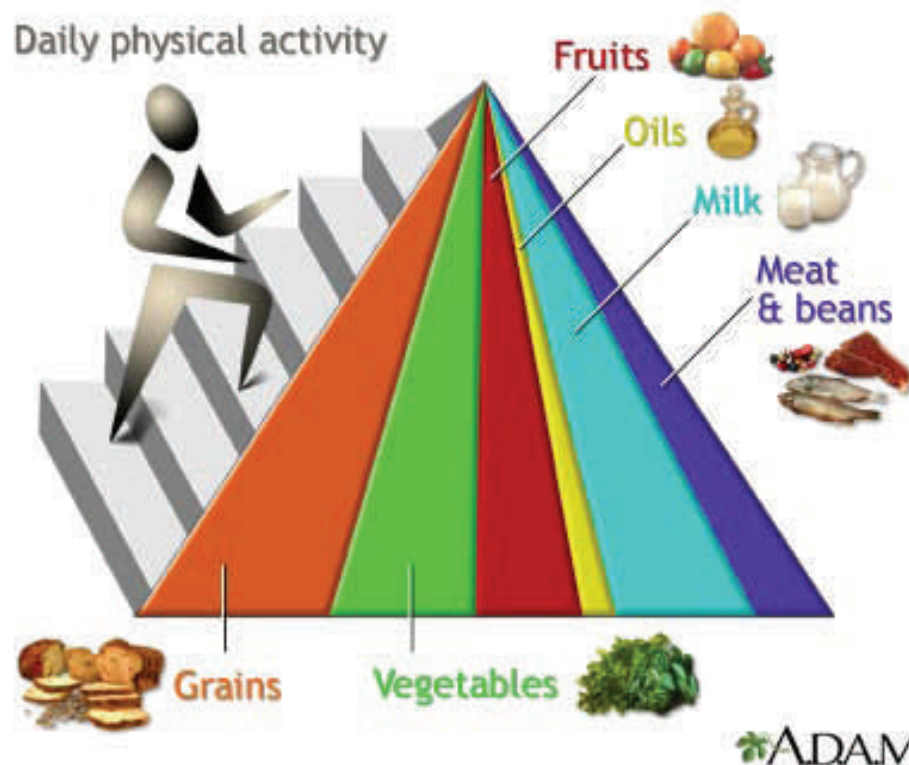 Daily physical activity
Fruits
Oils
Milk
Meat
& beans
Grains
Vegetables
A.D.A.M